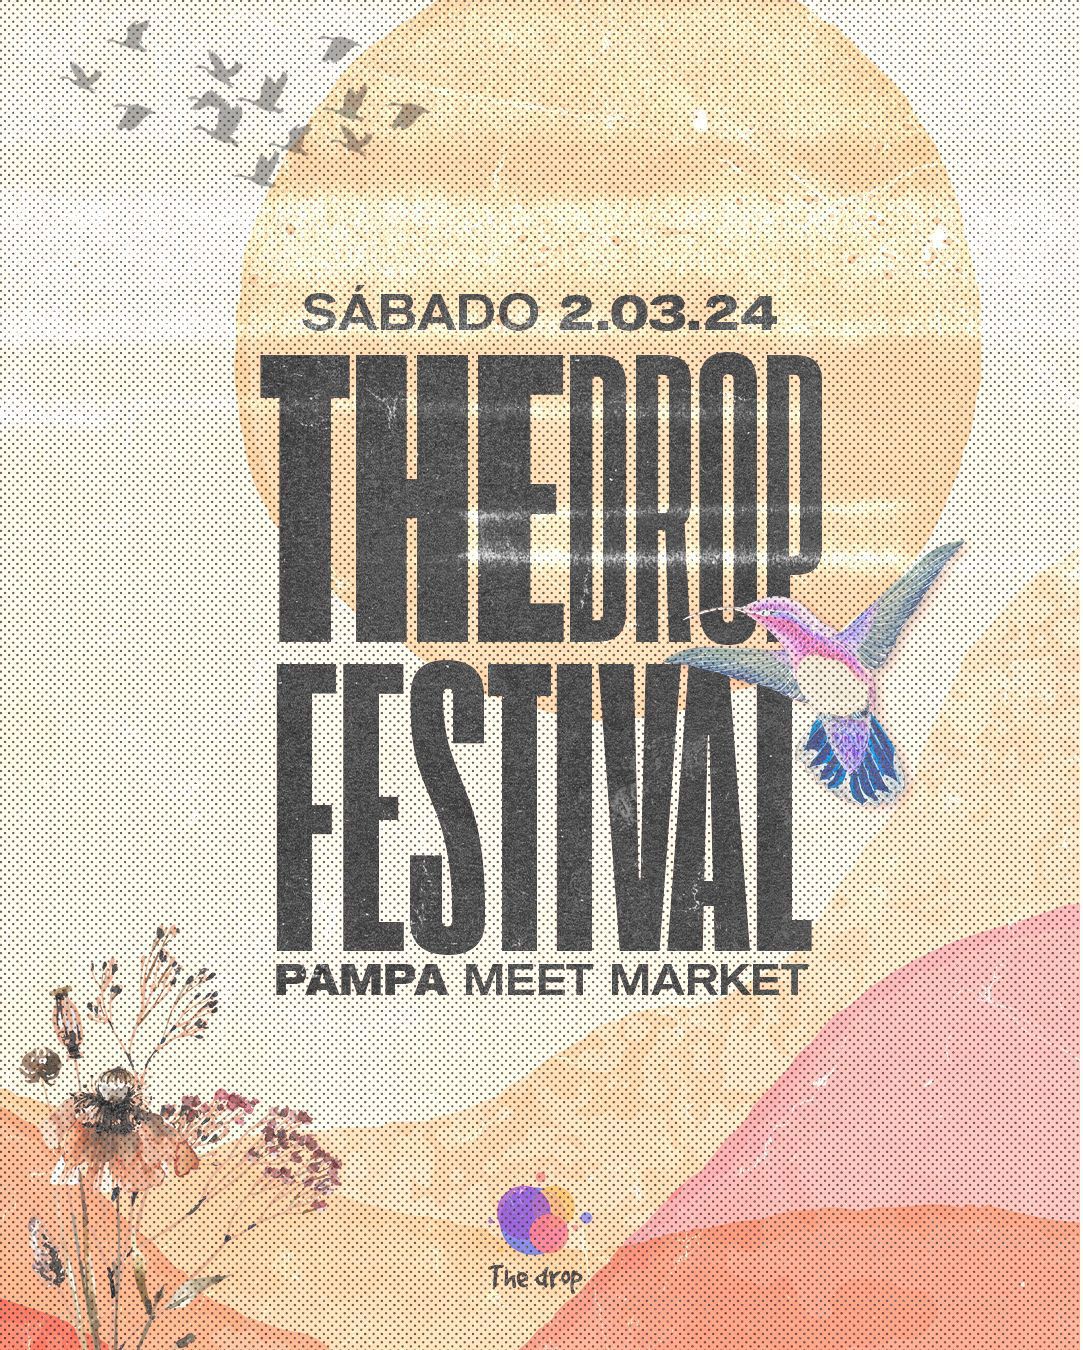 SÁBADO 2.03.24
THEDROP
FESTIVAL
PAMPA MEET MARKET
The drop